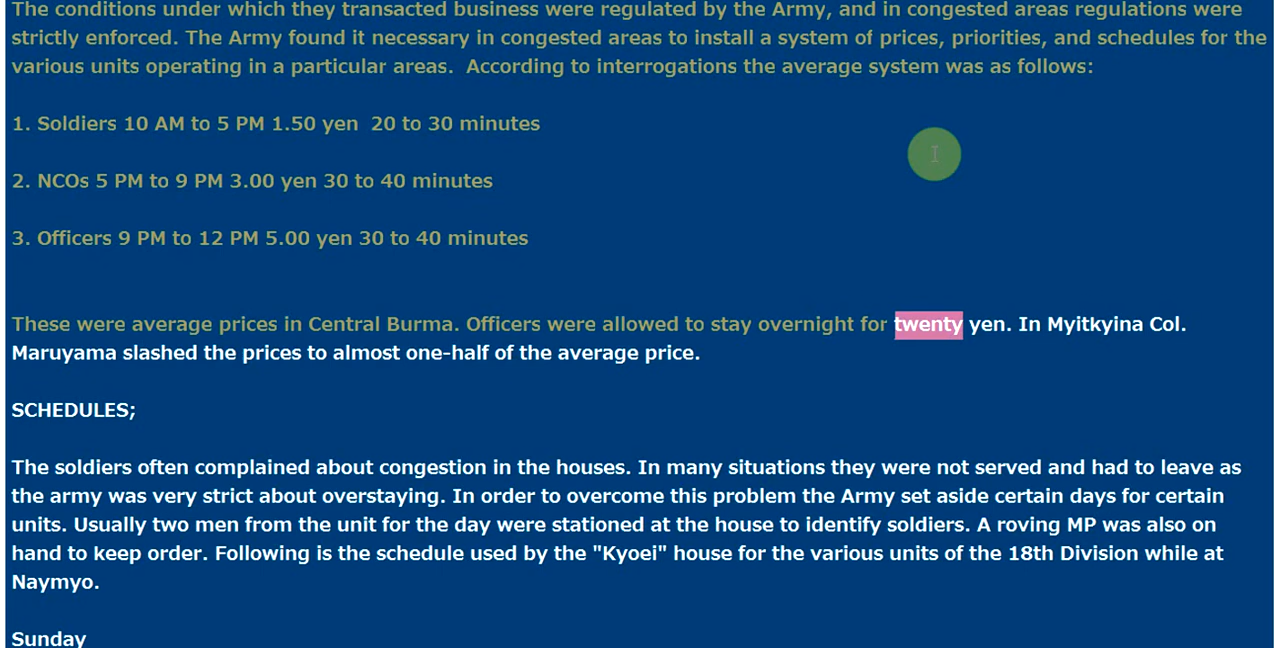 The conditions under which they transacted business were regulated by the Army, and in congested areas regulations were
strictly enforced. The Army found it necessary in congested areas to install a system of prices, priorities, and schedules for the
various units operating in a particular areas.  According to interrogations the average system was as follows:
1. Soldiers 10 AM to 5 PM 1.50 yen  20 to 30 minutes
2. NCOs 5 PM to 9 PM 3.00 yen 30 to 40 minutes
3. Officers 9 PM to 12 PM 5.00 yen 30 to 40 minutes
These were average prices in Central Burma. Officers were allowed to stay overnight for twenty yen. In Myitkyina Col.
Maruyama slashed the prices to almost one-half of the average price.
SCHEDULES;
The soldiers often complained about congestion in the houses. In many situations they were not served and had to leave as
the army was very strict about overstaying. In order to overcome this problem the Army set aside certain days for certain
units. Usually two men from the unit for the day were stationed at the house to identify soldiers. A roving MP was also on
hand to keep order. Following is the schedule used by the "Kyoei" house for the various units of the 18th Division while at
Naymyo.
Sunday